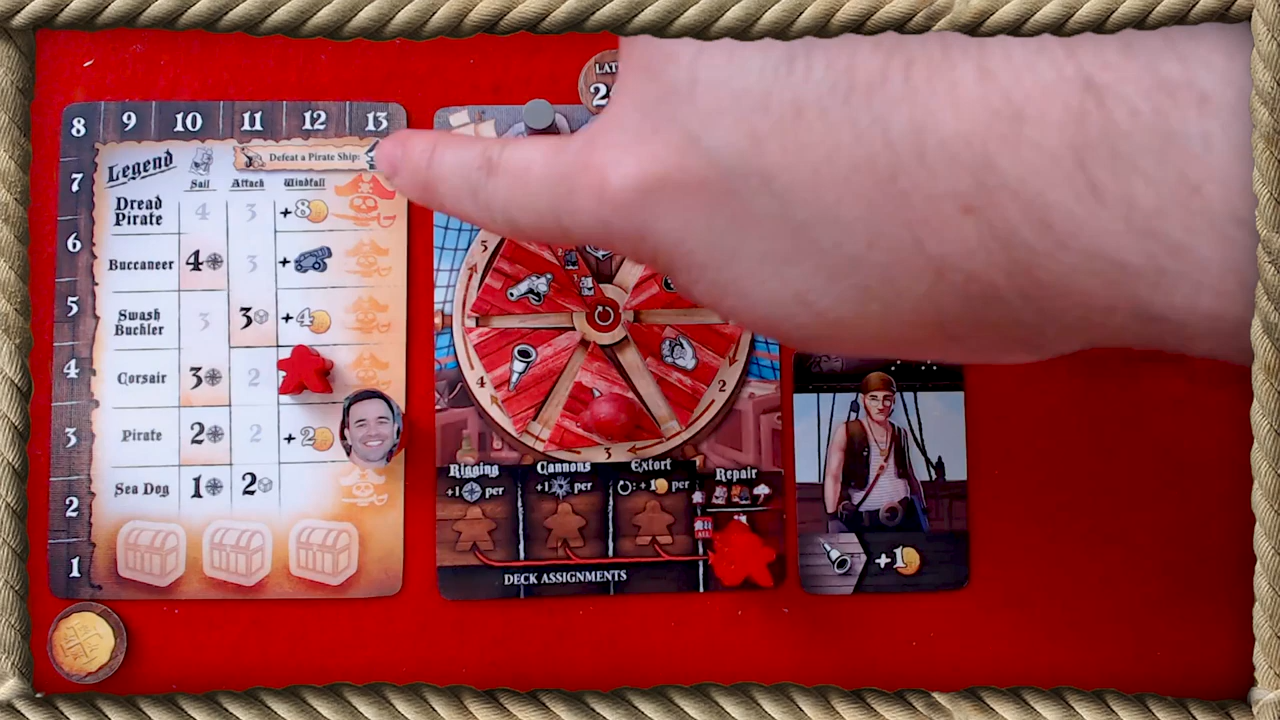 8 9 10 11 12 13
Legend
Defeat a Pirate Ship:
Sail Attack Windfall
7
Dread Pirate 4 3 +8
6
Buccaneer 4 3 +
5
Swash Buckler 3 3 +4
4
Corsair 3 2
3
Pirate 2 2 +2
Sea Dog 1 2
2
1
LAT
2
5
4
2
3
Rigging
+1 per
Cannons
+1 per
Extort
: +1 per
Repair
ALL
DECK ASSIGNMENTS
+1